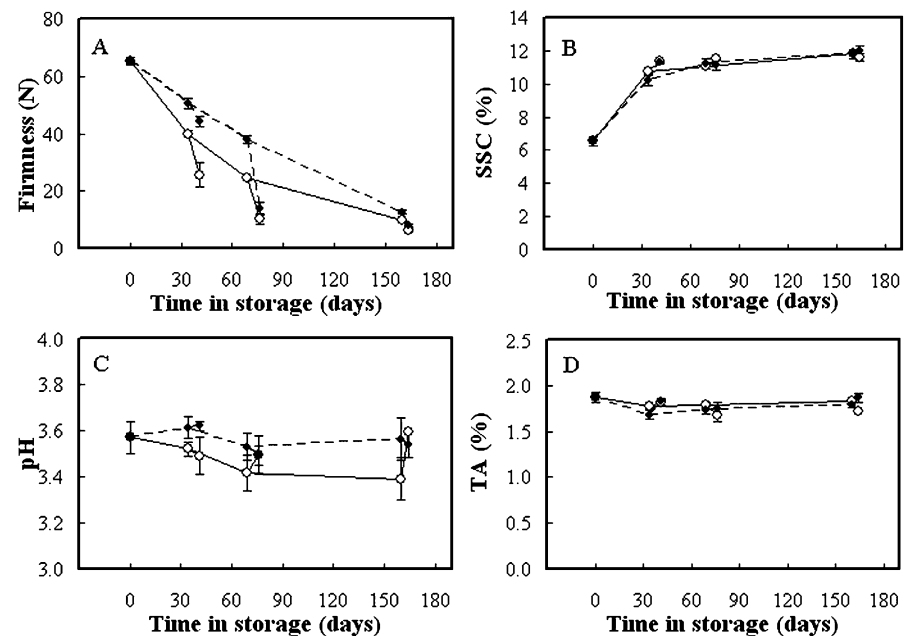 A
Firmness (N)
80
60
40
20
0
0 30 60 90 120 150 180
Time in storage (days)
B
SSC (%)
14
12
10
8
6
4
2
0
0 30 60 90 120 150 180
Time in storage (days)
C
pH
4.0
3.8
3.6
3.4
3.2
3.0
0 30 60 90 120 150 180
Time in storage (days)
D
TA (%)
2.5
2.0
1.5
1.0
0.5
0.0
0 30 60 90 120 150 180
Time in storage (days)